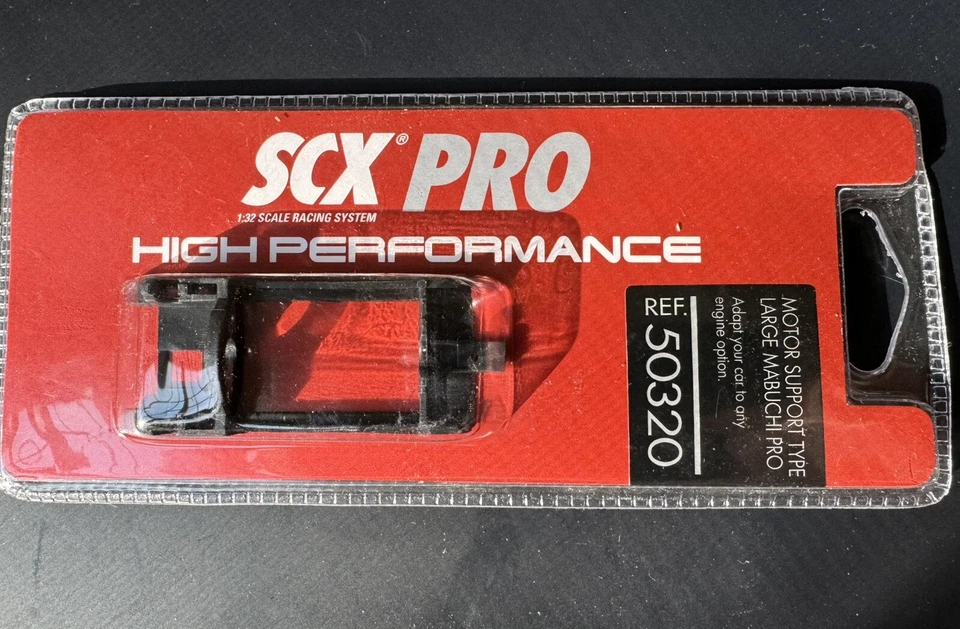 SCX® PRO
1:32 SCALE RACING SYSTEM
HIGH PERFORMANCE
MOTOR SUPPORT TYPE
LARGE MABUCHI PRO
Adapt your car to any
engine option.
REF. 50320